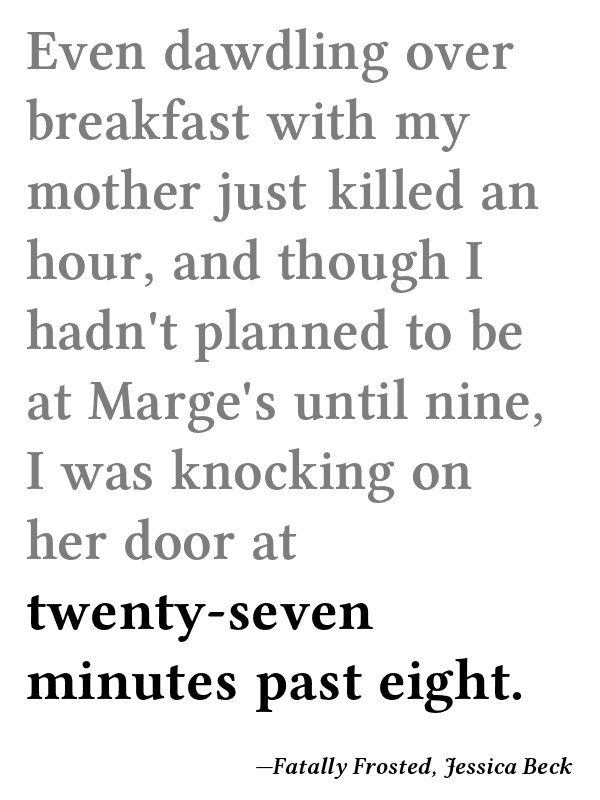 Even dawdling over
breakfast with my
mother just killed an
hour, and though I
hadn't planned to be
at Marge's until nine,
I was knocking on
her door at
twenty-seven
minutes past eight.
—Fatally Frosted, Jessica Beck